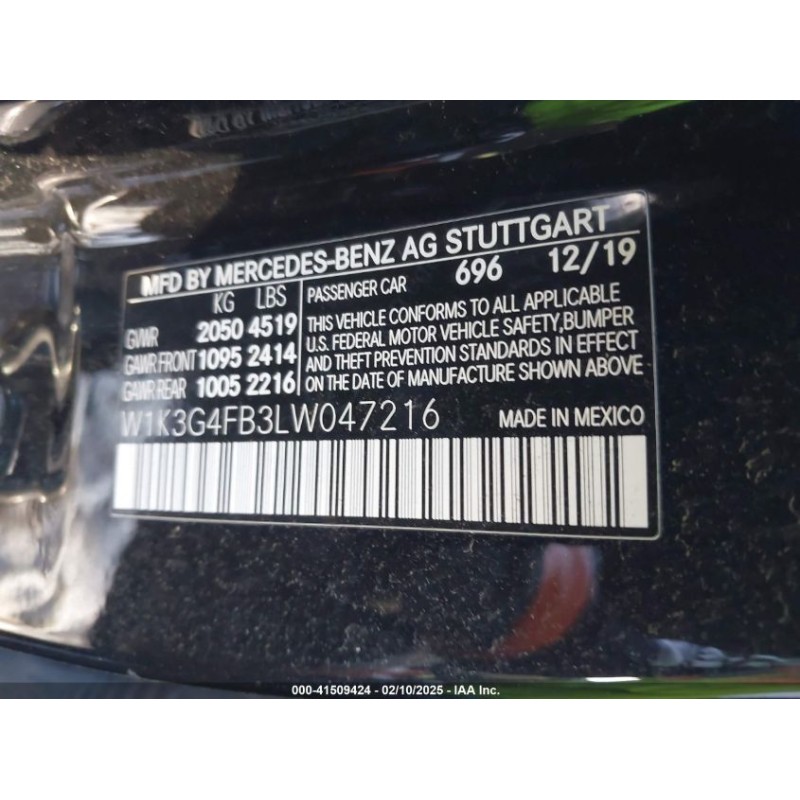 MFD BY MERCEDES-BENZ AG STUTTGART
KG LBS
GVWR 2050 4519
GAWR FRONT 1095 2414
GAWR REAR 1005 2216
PASSENGER CAR 696 12/19
THIS VEHICLE CONFORMS TO ALL APPLICABLE
U.S. FEDERAL MOTOR VEHICLE SAFETY,BUMPER
AND THEFT PREVENTION STANDARDS IN EFFECT
ON THE DATE OF MANUFACTURE SHOWN ABOVE
W1K3G4FB3LW047216 MADE IN MEXICO
000-41509424 - 02/10/2025 - IAA Inc.